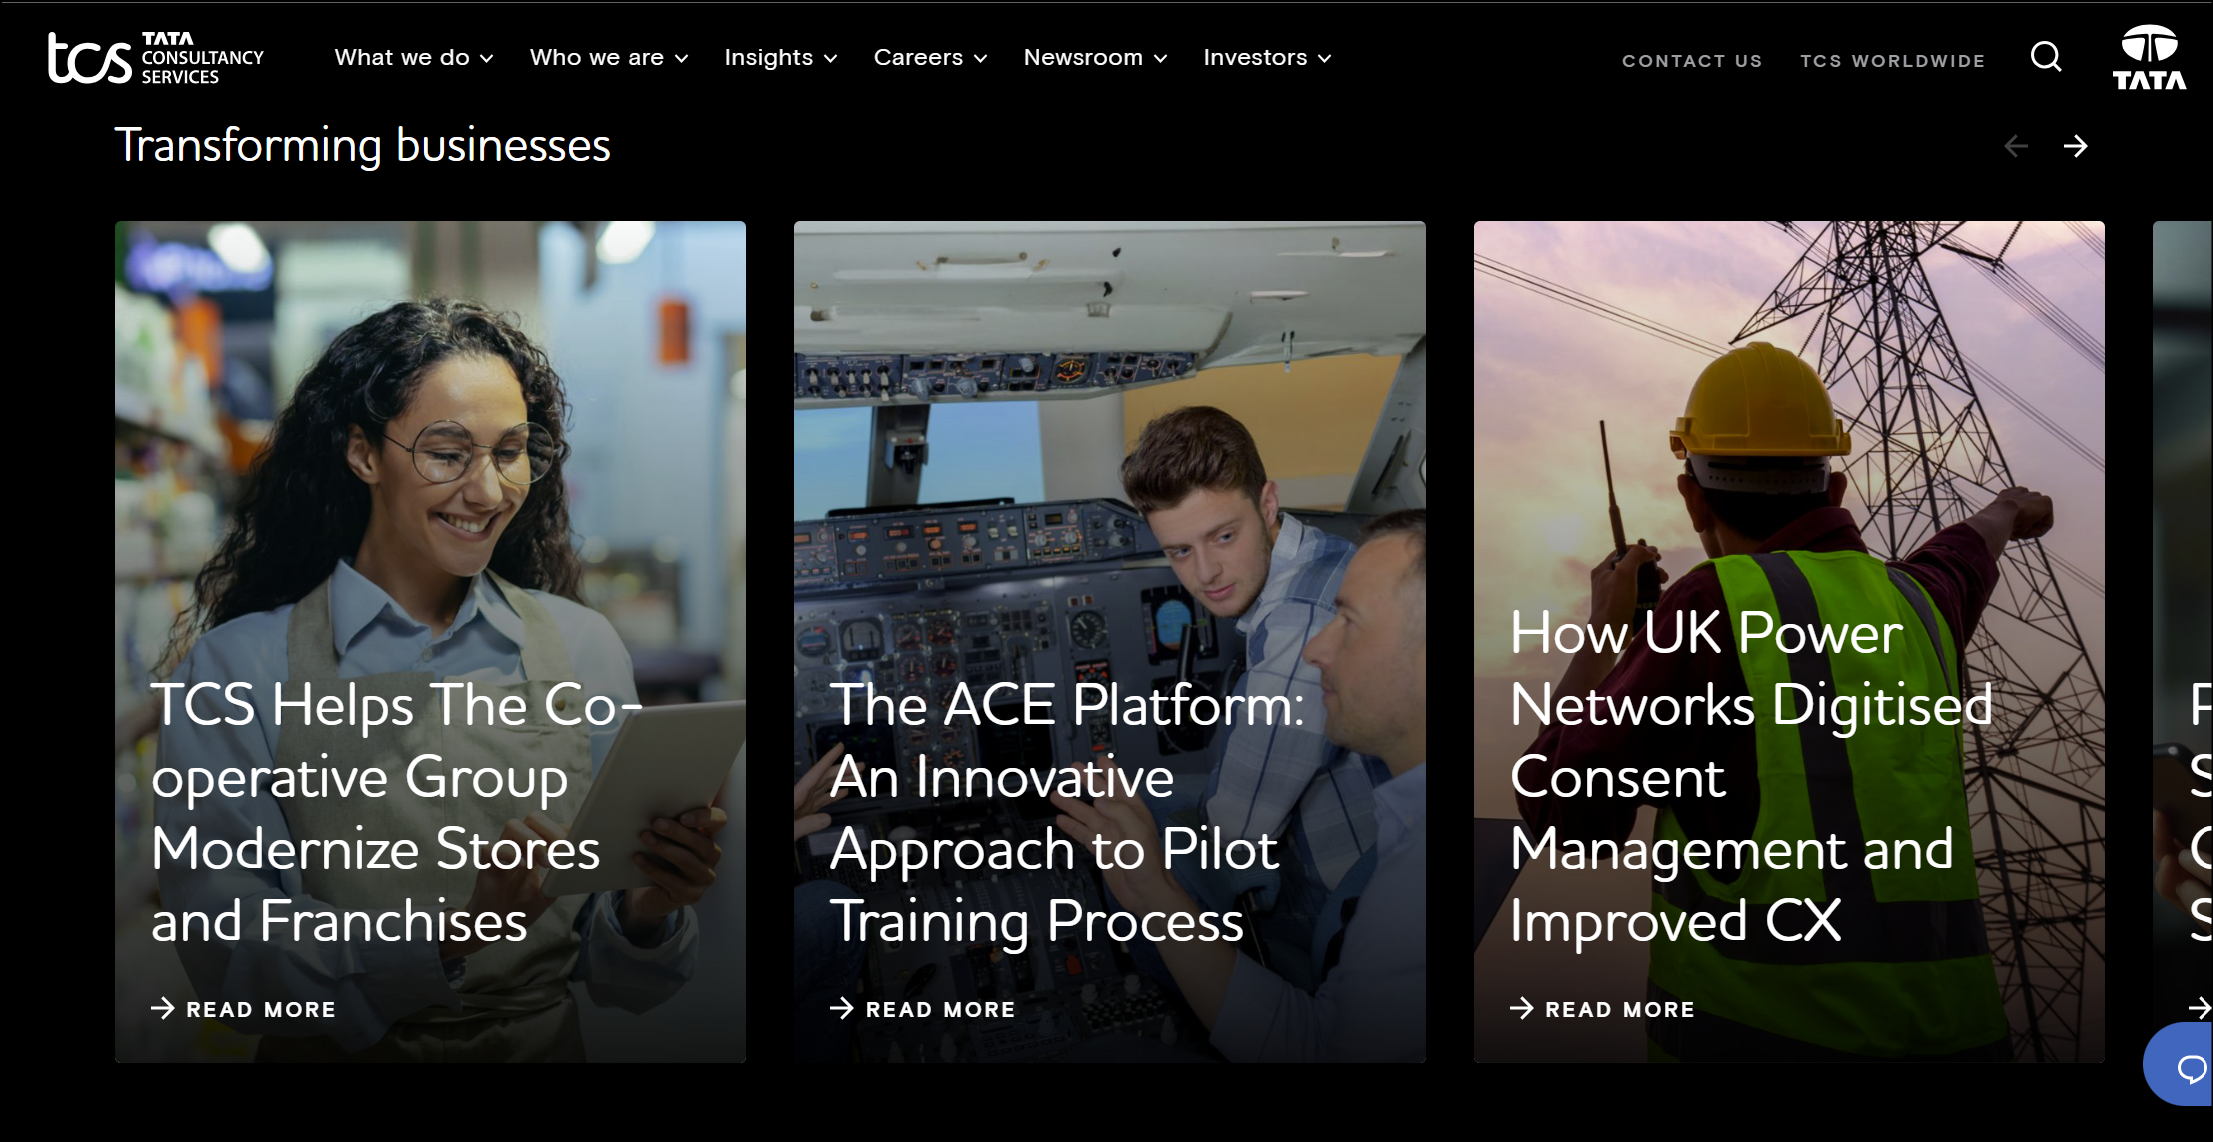 tcs TATA CONSULTANCY SERVICES
What we do
Who we are
Insights
Careers
Newsroom
Investors
CONTACT US
TCS WORLDWIDE
TATA
Transforming businesses
TCS Helps The Co-
operative Group
Modernize Stores
and Franchises
READ MORE
The ACE Platform:
An Innovative
Approach to Pilot
Training Process
READ MORE
How UK Power
Networks Digitised
Consent
Management and
Improved CX
READ MORE